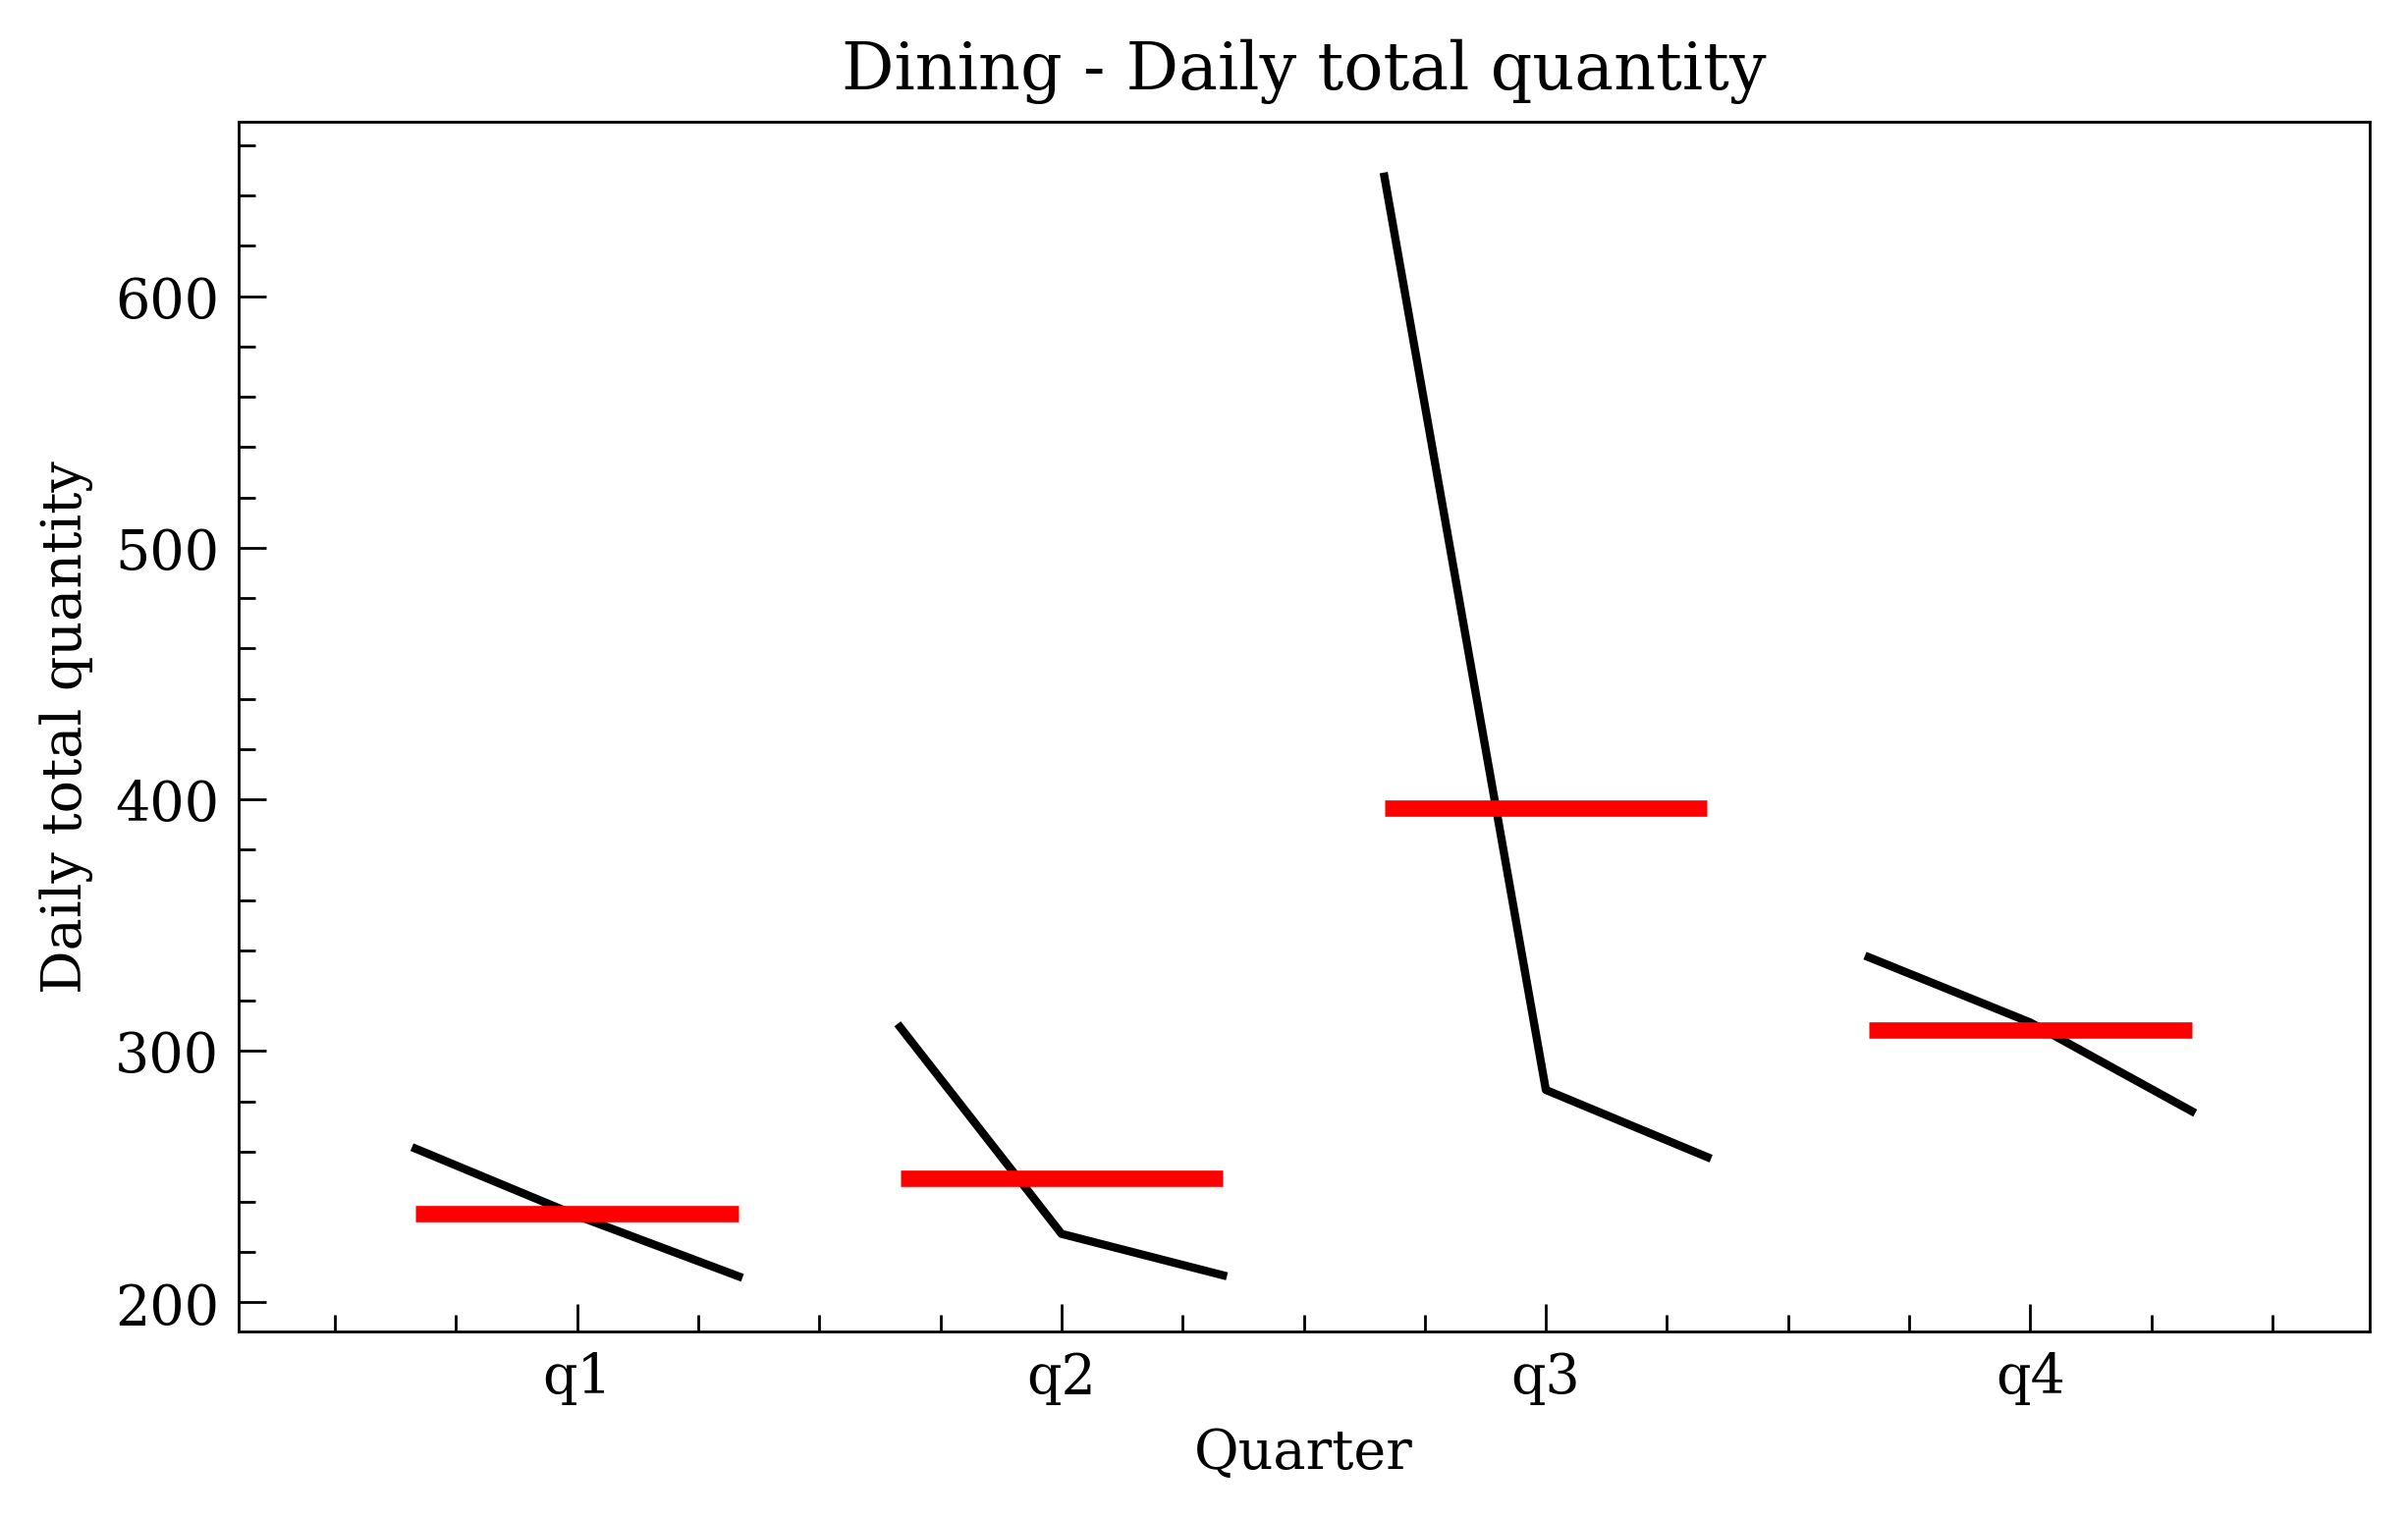 Dining - Daily total quantity
Daily total quantity
600
500
400
300
200
q1
q2
q3
q4
Quarter